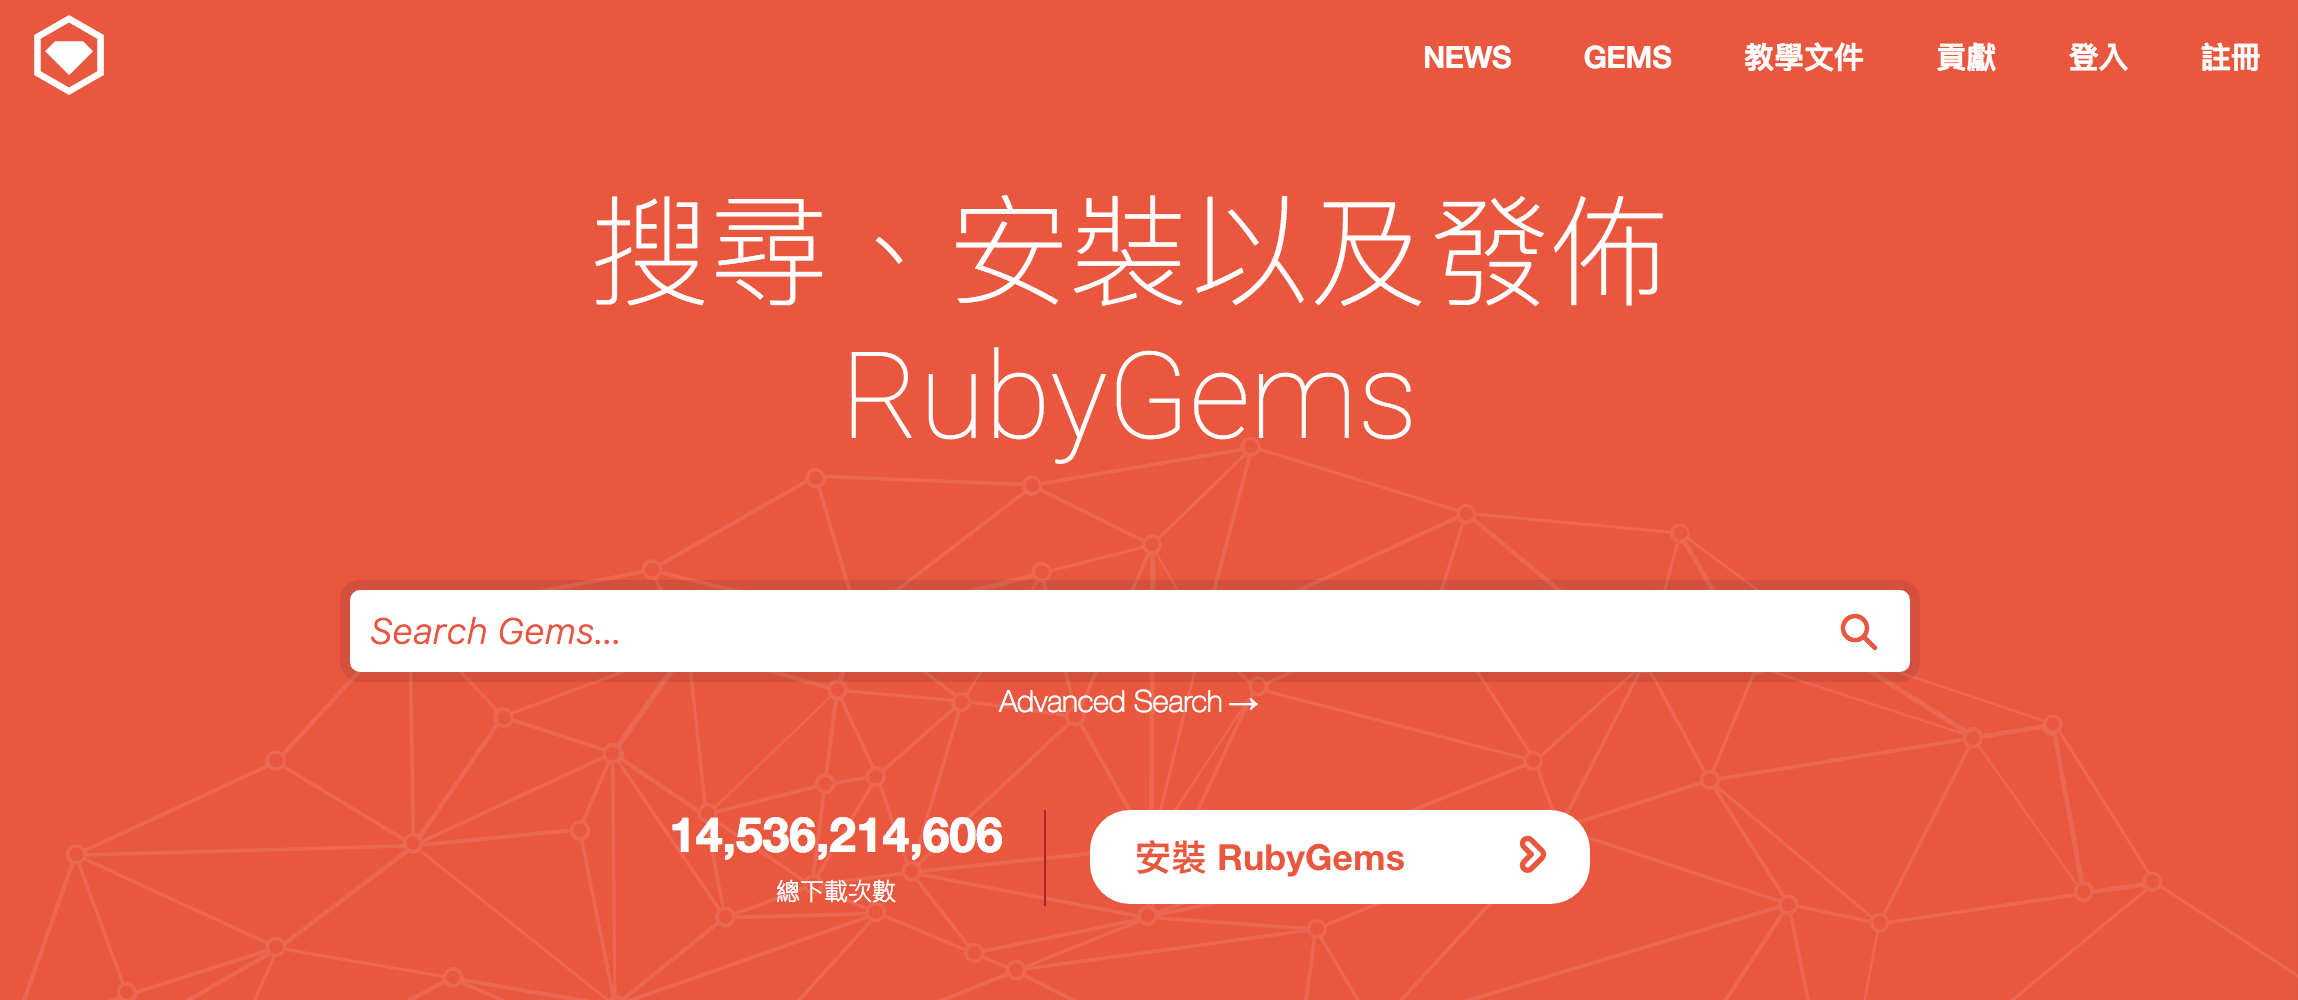 NEWS GEMS 教學文件 貢獻 登入 註冊
搜尋、安裝以及發佈
RubyGems
Search Gems...
Advanced Search →
14,536,214,606
總下載次數
安裝 RubyGems